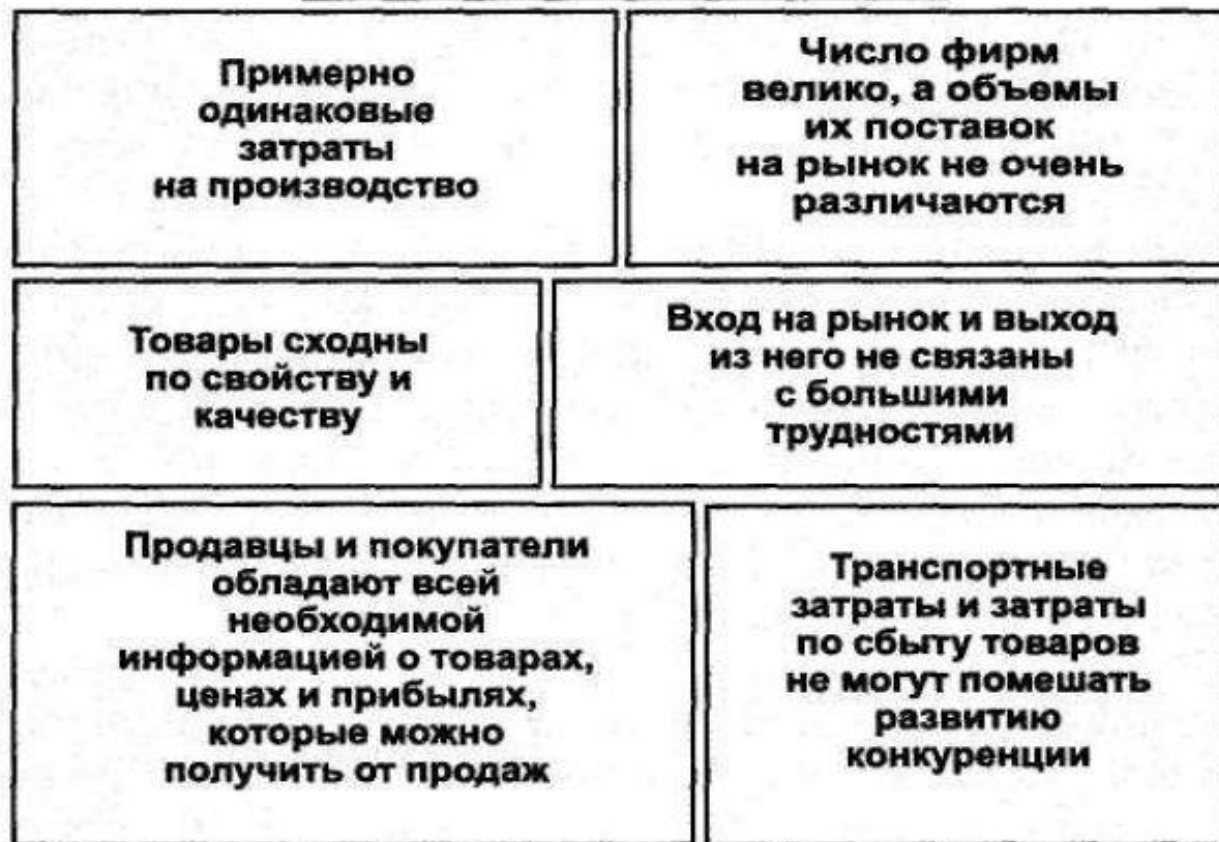 Примерно
одинаковые
затраты
на производство
Число фирм
велико, а объемы
их поставок
на рынок не очень
различаются
Товары сходны
по свойству и
качеству
Вход на рынок и выход
из него не связаны
с большими
трудностями
Продавцы и покупатели
обладают всей
необходимой
информацией о товарах,
ценах и прибылях,
которые можно
получить от продаж
Транспортные
затраты и затраты
по сбыту товаров
не могут помешать
развитию
конкуренции